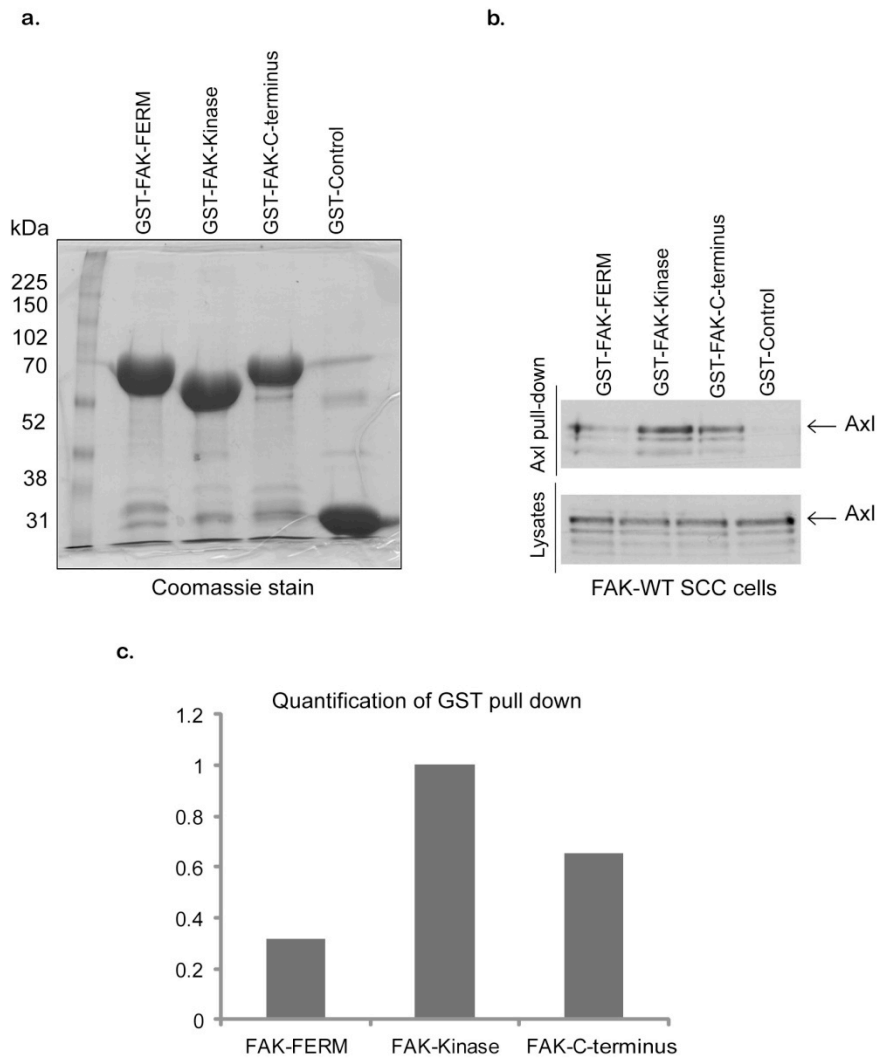 a.
GST-FAK-FERM
GST-FAK-Kinase
GST-FAK-C-terminus
GST-Control
kDa
225
150
102
70
52
38
31
Coomassie stain
b.
GST-FAK-FERM
GST-FAK-Kinase
GST-FAK-C-terminus
GST-Control
Axl pull-down
← Axl
Lysates
← Axl
FAK-WT SCC cells
c.
Quantification of GST pull down
1.2
1
0.8
0.6
0.4
0.2
0
FAK-FERM FAK-Kinase FAK-C-terminus